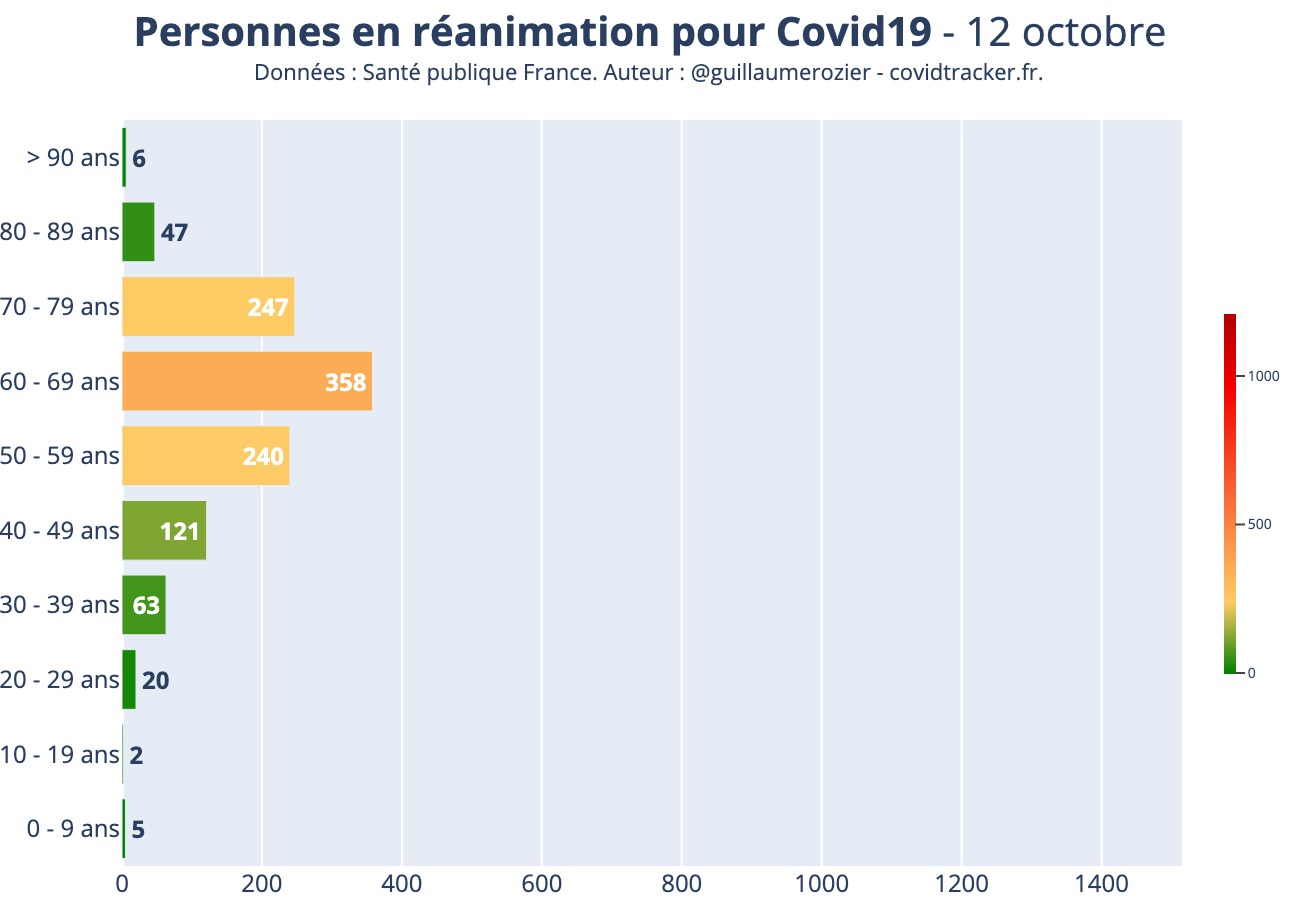 Personnes en réanimation pour Covid19 - 12 octobre
Données : Santé publique France. Auteur : @guillaumerozier - covidtracker.fr.
> 90 ans 6
80 - 89 ans 47
70 - 79 ans 247
60 - 69 ans 358
50 - 59 ans 240
40 - 49 ans 121
30 - 39 ans 63
20 - 29 ans 20
10 - 19 ans 2
0 - 9 ans 5
0 200 400 600 800 1000 1200 1400
1000
500
0